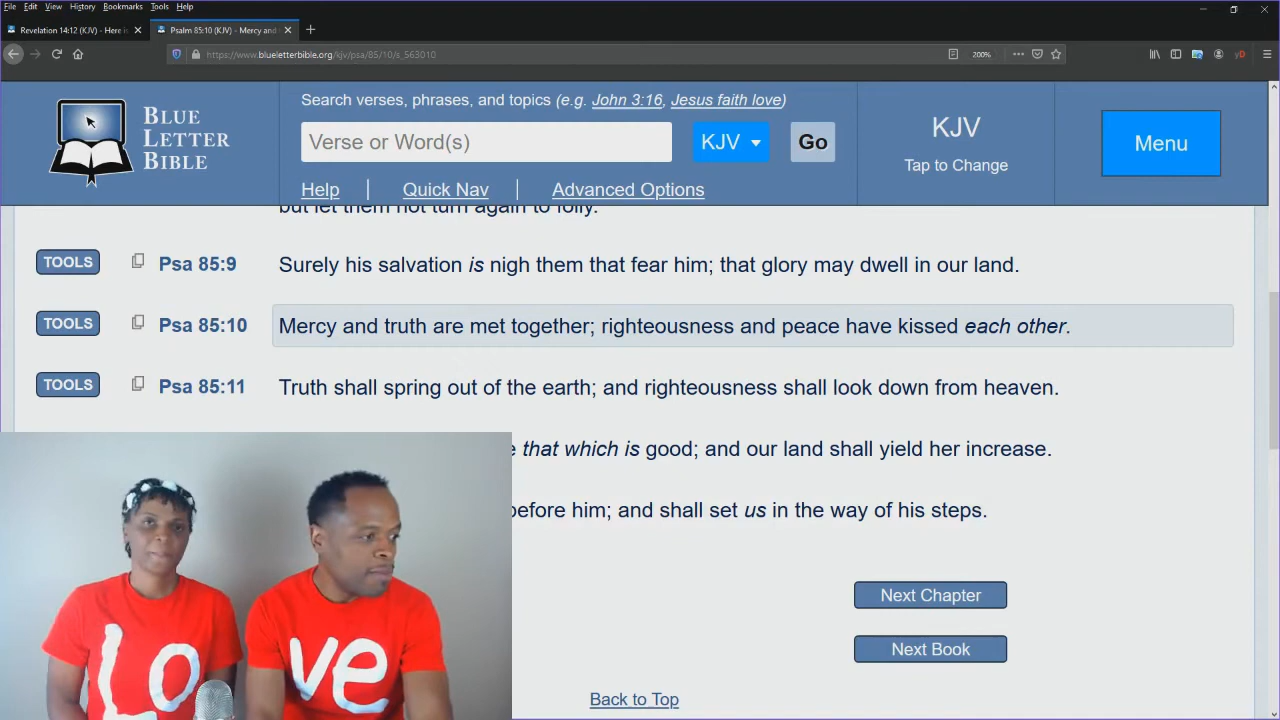 File Edit View History Bookmarks Tools Help
Revelation 14:12 (KJV) - Here is
Psalm 85:10 (KJV) - Mercy and
https://www.blueletterbible.org/kjv/psa/85/10/s_563010
200%
BLUE
LETTER
BIBLE
Search verses, phrases, and topics (e.g. John 3:16, Jesus faith love)
Verse or Word(s)
KJV
Go
Help | Quick Nav | Advanced Options
KJV
Tap to Change
Menu
but let them not turn again to folly.
TOOLS Psa 85:9 Surely his salvation is nigh them that fear him; that glory may dwell in our land.
TOOLS Psa 85:10 Mercy and truth are met together; righteousness and peace have kissed each other.
TOOLS Psa 85:11 Truth shall spring out of the earth; and righteousness shall look down from heaven.
that which is good; and our land shall yield her increase.
before him; and shall set us in the way of his steps.
Next Chapter
Next Book
Back to Top
Lo
ve